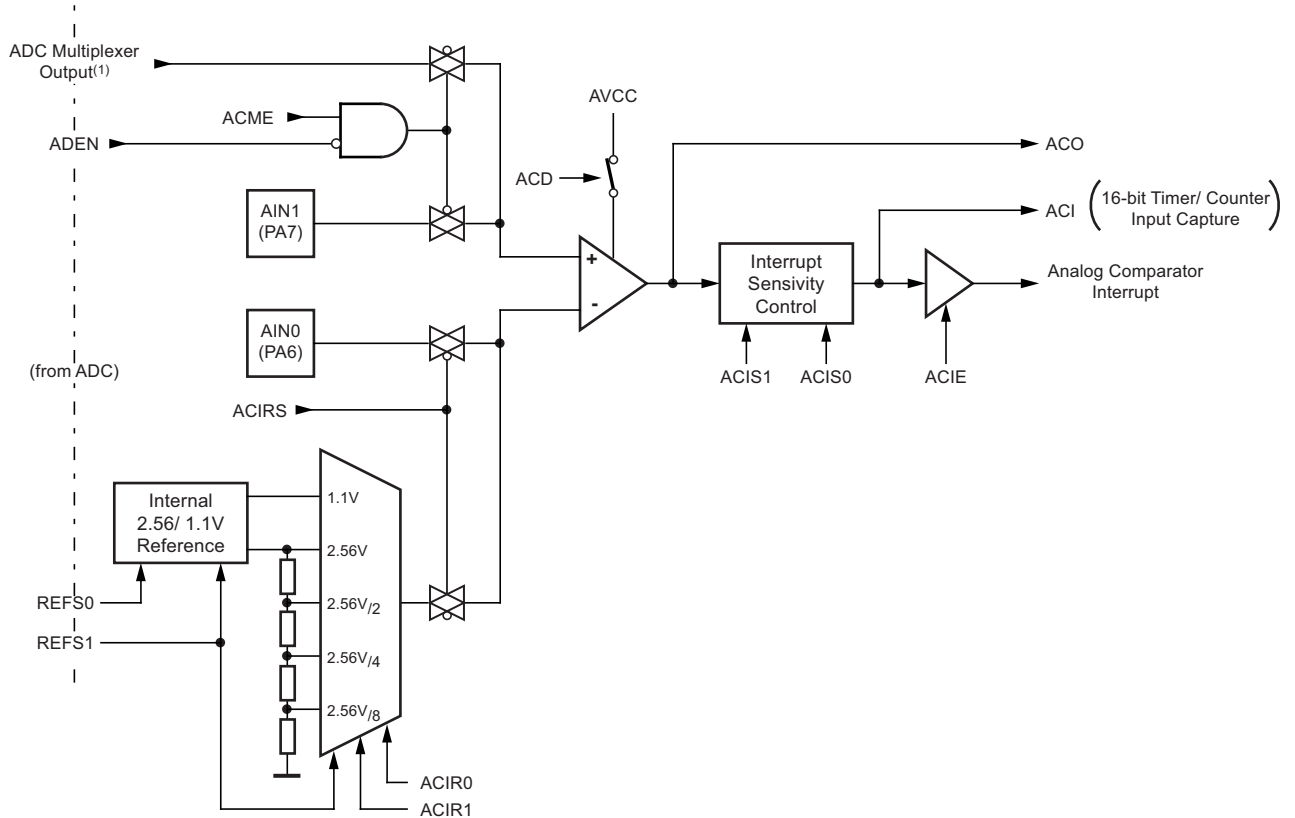 ADC Multiplexer
Output(1)
ACME
ADEN
AVCC
ACD
ACO
ACI
16-bit Timer/ Counter
Input Capture
AIN1
(PA7)
+
-
Interrupt
Sensivity
Control
Analog Comparator
Interrupt
AIN0
(PA6)
(from ADC)
ACIS1
ACIS0
ACIE
ACIRS
Internal
2.56/ 1.1V
Reference
1.1V
2.56V
2.56V/2
2.56V/4
2.56V/8
REFS0
REFS1
ACIR0
ACIR1